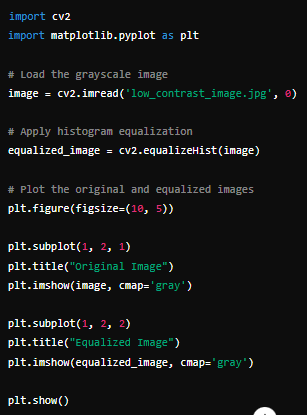 import cv2
import matplotlib.pyplot as plt
# Load the grayscale image
image = cv2.imread('low_contrast_image.jpg', 0)
# Apply histogram equalization
equalized_image = cv2.equalizeHist(image)
# Plot the original and equalized images
plt.figure(figsize=(10, 5))
plt.subplot(1, 2, 1)
plt.title("Original Image")
plt.imshow(image, cmap='gray')
plt.subplot(1, 2, 2)
plt.title("Equalized Image")
plt.imshow(equalized_image, cmap='gray')
plt.show()